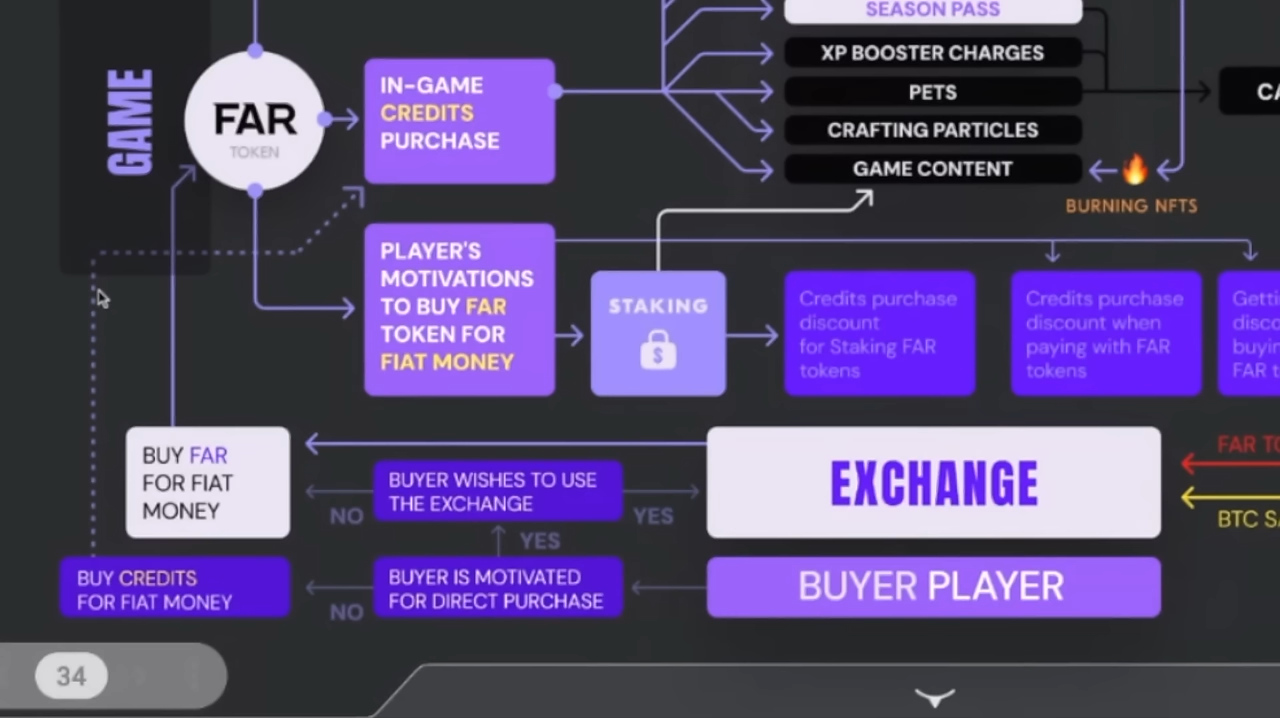 SEASON PASS
XP BOOSTER CHARGES
PETS
CRAFTING PARTICLES
GAME CONTENT
BURNING NFTS
GAME
FAR
TOKEN
IN-GAME
CREDITS
PURCHASE
PLAYER'S
MOTIVATIONS
TO BUY FAR
TOKEN FOR
FIAT MONEY
STAKING
$
Credits purchase
discount
for Staking FAR
tokens
Credits purchase
discount when
paying with FAR
tokens
FAR
BUY FAR
FOR FIAT
MONEY
BUYER WISHES TO USE
THE EXCHANGE
NO
YES
EXCHANGE
BTC
YES
BUY CREDITS
FOR FIAT MONEY
NO
BUYER IS MOTIVATED
FOR DIRECT PURCHASE
BUYER PLAYER
34